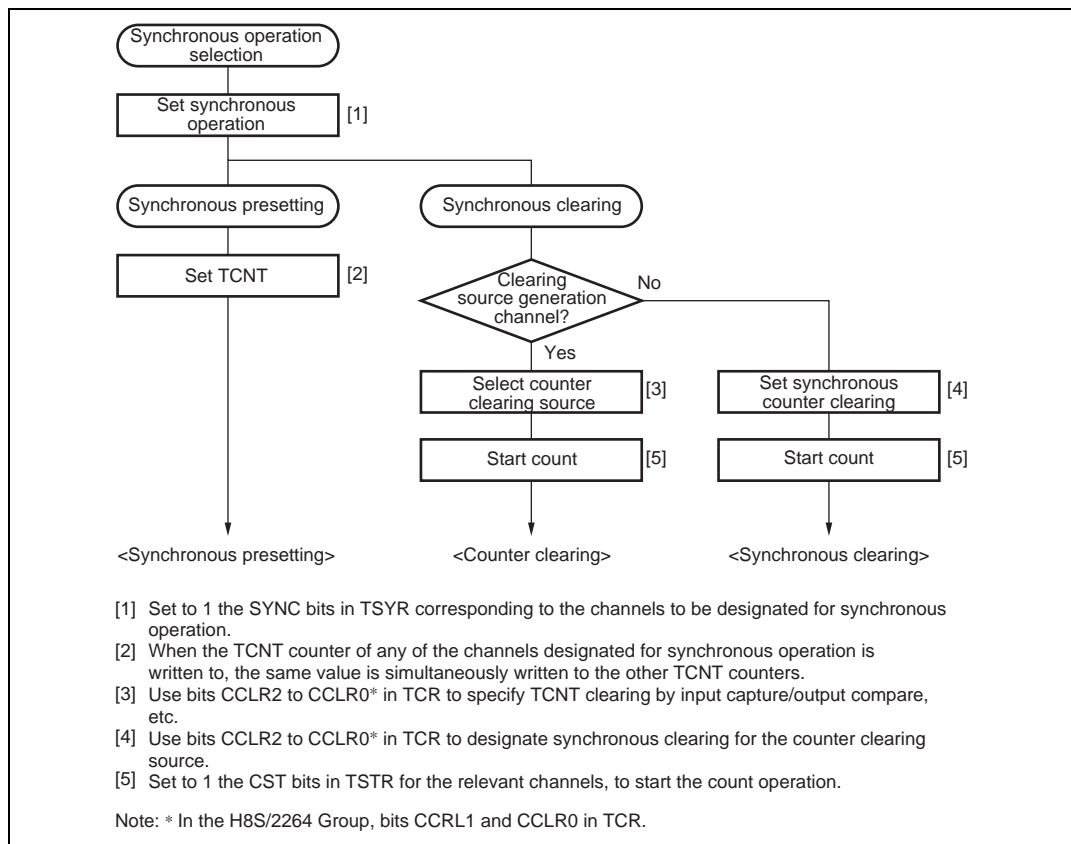 Synchronous operation
selection
Set synchronous
operation
[1]
Synchronous presetting
Synchronous clearing
Set TCNT
[2]
Clearing
source generation
channel?
No
Yes
Select counter
clearing source
[3]
Set synchronous
counter clearing
[4]
Start count
[5]
Start count
[5]
<Synchronous presetting>
<Counter clearing>
<Synchronous clearing>
[1] Set to 1 the SYNC bits in TSYR corresponding to the channels to be designated for synchronous
operation.
[2] When the TCNT counter of any of the channels designated for synchronous operation is
written to, the same value is simultaneously written to the other TCNT counters.
[3] Use bits CCLR2 to CCLR0* in TCR to specify TCNT clearing by input capture/output compare,
etc.
[4] Use bits CCLR2 to CCLR0* in TCR to designate synchronous clearing for the counter clearing
source.
[5] Set to 1 the CST bits in TSTR for the relevant channels, to start the count operation.
Note: * In the H8S/2264 Group, bits CCRL1 and CCLR0 in TCR.